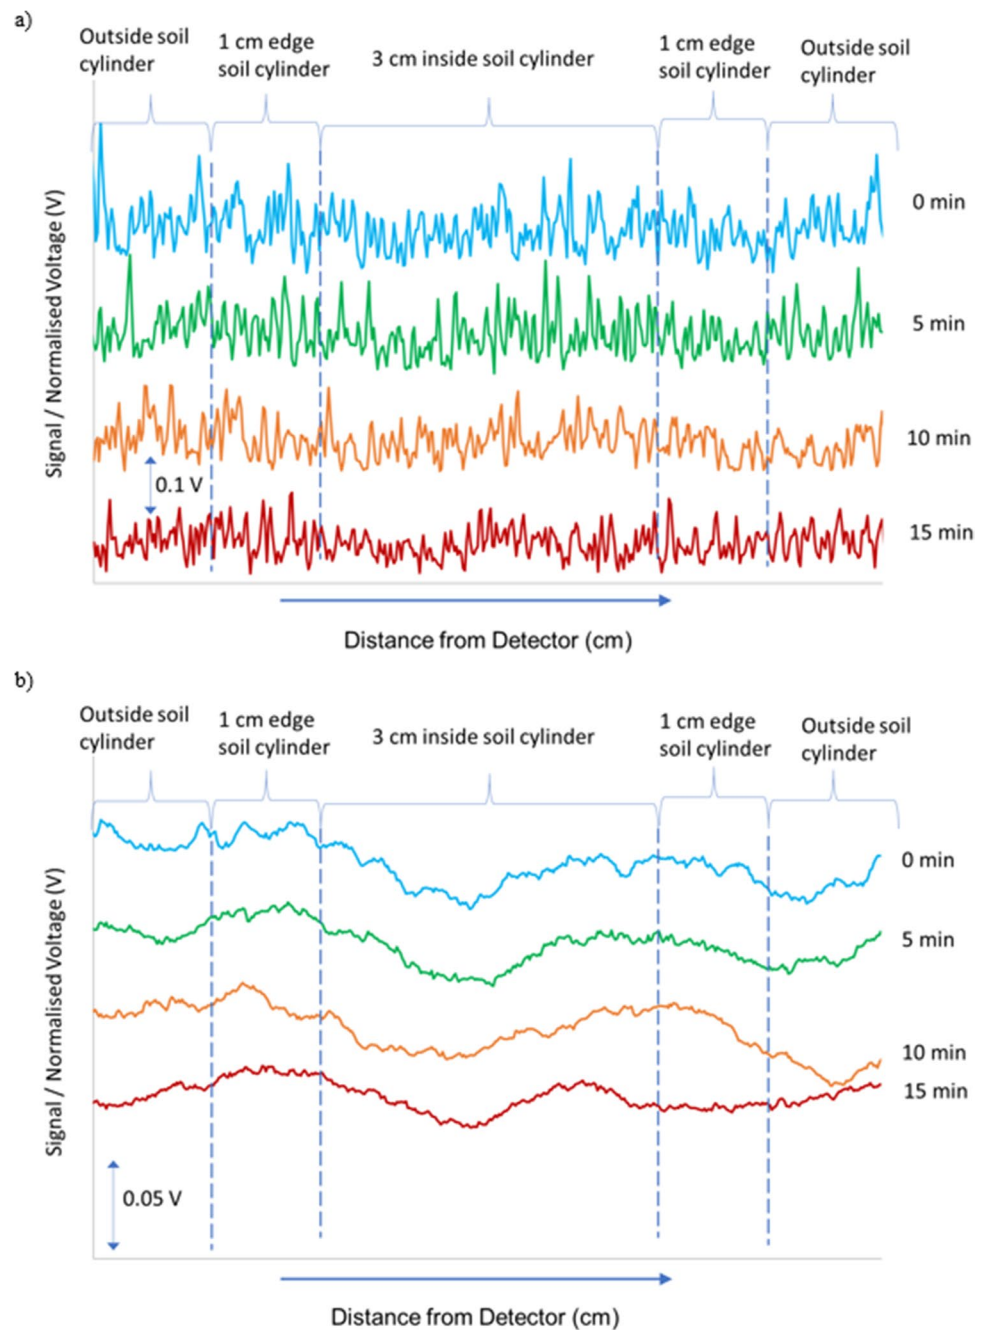 a)
Outside soil
cylinder
1 cm edge
soil cylinder
3 cm inside soil cylinder
1 cm edge
soil cylinder
Outside soil
cylinder
Signal / Normalised Voltage (V)
0 min
5 min
10 min
0.1 V
15 min
Distance from Detector (cm)
b)
Outside soil
cylinder
1 cm edge
soil cylinder
3 cm inside soil cylinder
1 cm edge
soil cylinder
Outside soil
cylinder
Signal / Normalised Voltage (V)
0 min
5 min
10 min
15 min
0.05 V
Distance from Detector (cm)